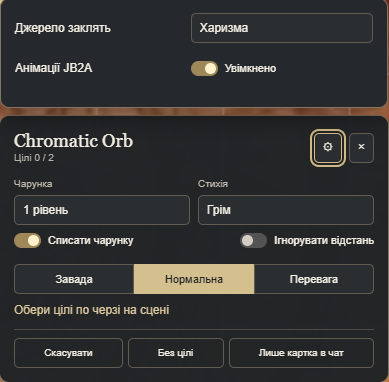 Джерело заклять
Харизма
Анімації JB2A
Увімкнено
Chromatic Orb
Цілі 0 / 2
Чарунка
Стихія
1 рівень
Грім
Списати чарунку
Ігнорувати відстань
Завада
Нормальна
Перевага
Обери цілі по черзі на сцені
Скасувати
Без цілі
Лише картка в чат